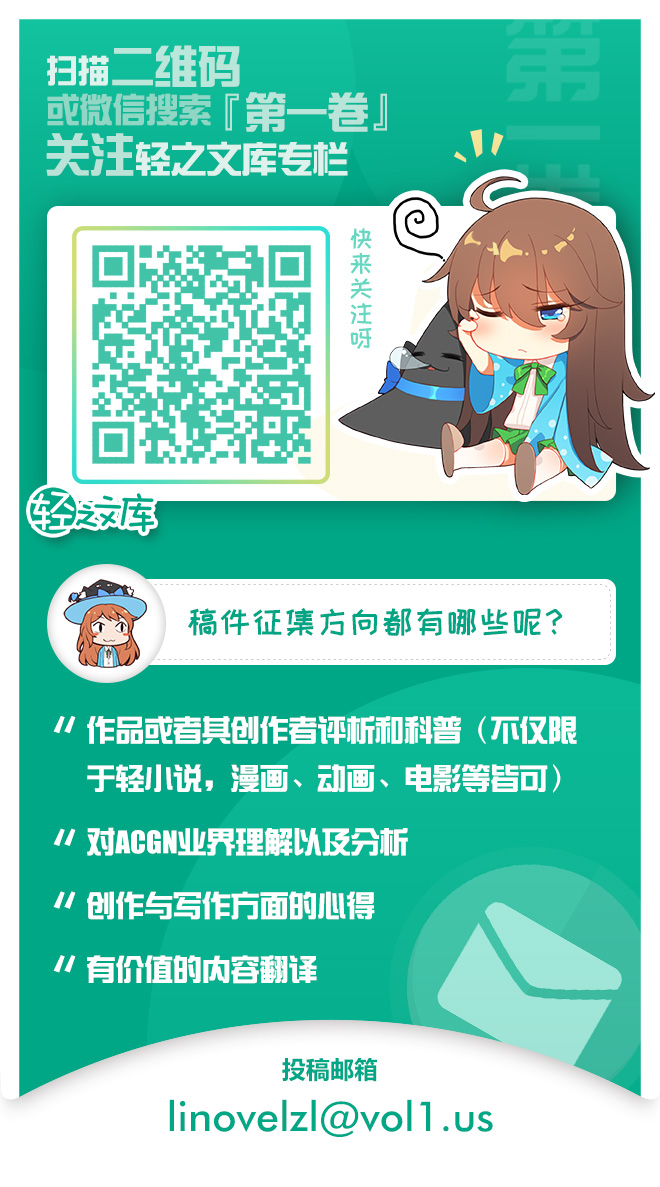 扫描二维码
或微信搜索『第一卷』
关注轻之文库专栏
第一卷
快来关注呀
轻之文库
稿件征集方向都有哪些呢？
〃作品或者其创作者评析和科普（不仅限
于轻小说，漫画、动画、电影等皆可）
〃对ACGN业界理解以及分析
〃创作与写作方面的心得
〃有价值的内容翻译
投稿邮箱
linovelzl@vol1.us